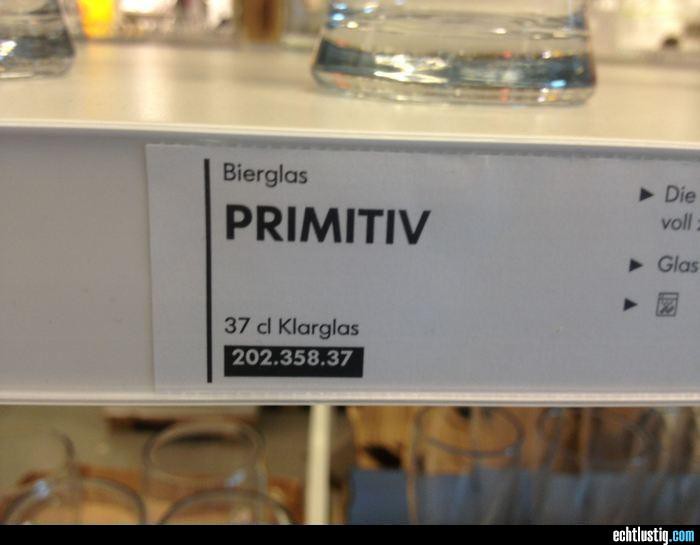 Bierglas
PRIMITIV
37 cl Klarglas
202.358.37
▶ Die
voll
▶ Glas
▶
echtlustig.com